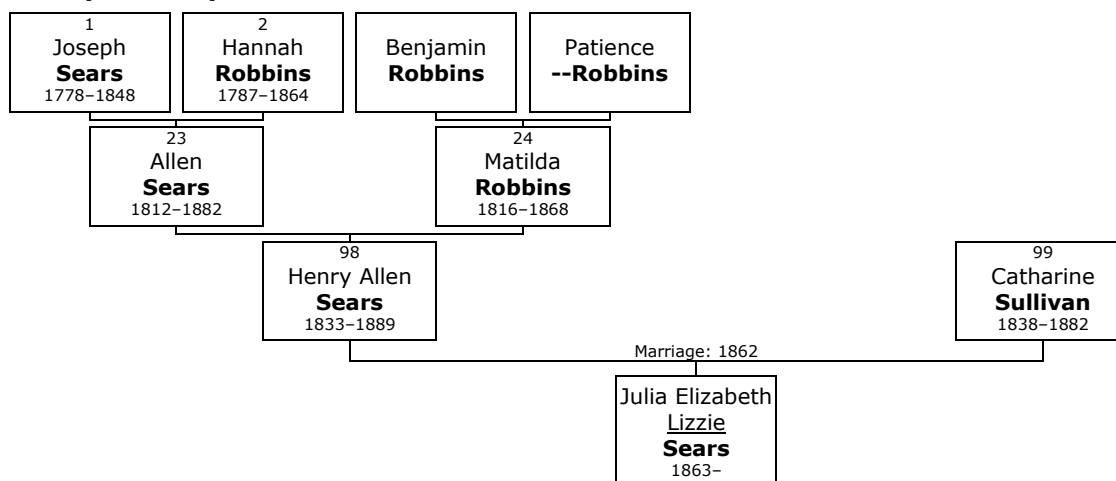 1
Joseph
Sears
1778–1848
2
Hannah
Robbins
1787–1864
Benjamin
Robbins
Patience
--Robbins
23
Allen
Sears
1812–1882
24
Matilda
Robbins
1816–1868
98
Henry Allen
Sears
1833–1889
99
Catharine
Sullivan
1838–1882
Marriage: 1862
Julia Elizabeth
Lizzie
Sears
1863–